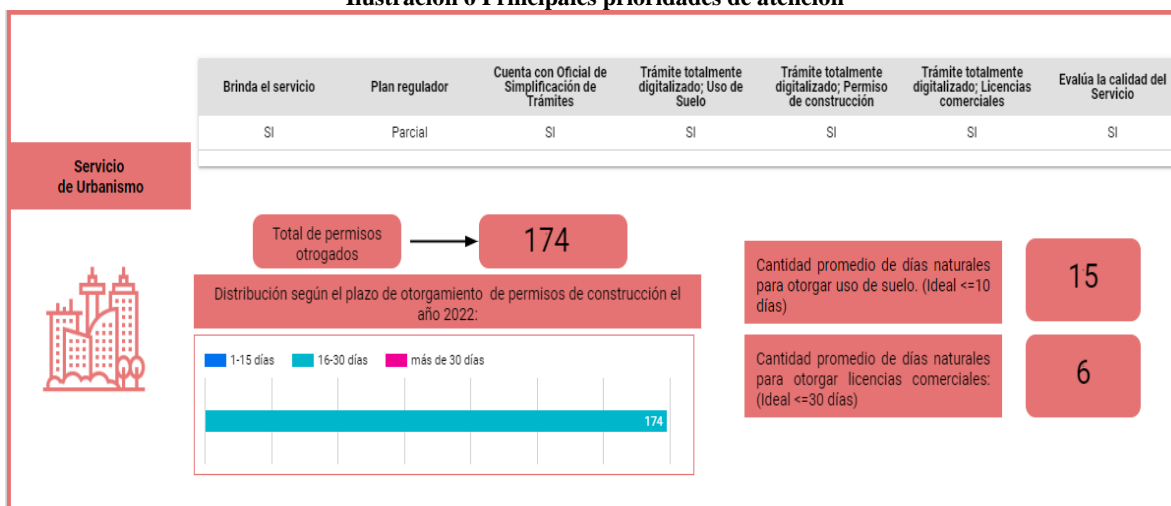 Ilustración 6 Principales prioridades de atención
Brinda el servicio
Plan regulador
Cuenta con Oficial de
Simplificación de
Trámites
Trámite totalmente
digitalizado; Uso de
Suelo
Trámite totalmente
digitalizado; Permiso
de construcción
Trámite totalmente
digitalizado; Licencias
comerciales
Evalúa la calidad del
Servicio
SI
Parcial
SI
SI
SI
SI
SI
Servicio
de Urbanismo
Total de permisos
otrogados
174
Distribución según el plazo de otorgamiento de permisos de construcción el
año 2022:
1-15 días
16-30 días
más de 30 días
174
Cantidad promedio de días naturales
para otorgar uso de suelo. (Ideal <=10
días)
15
Cantidad promedio de días naturales
para otorgar licencias comerciales:
(Ideal <=30 días)
6